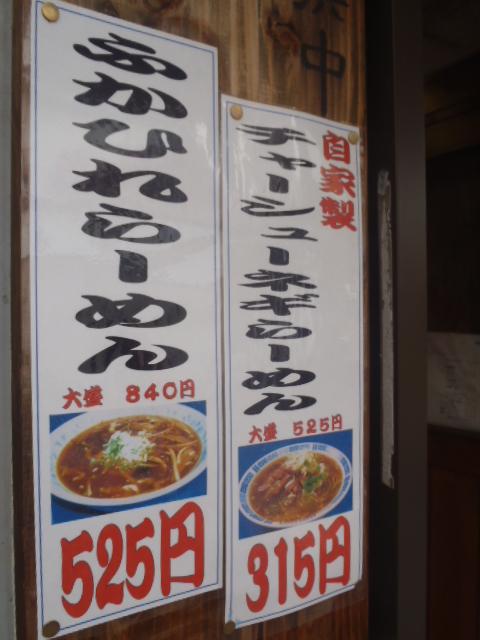 ふかひれらーめん
大盛 840円
525円
自家製
チャーシューネギらーめん
大盛 525円
315円
中